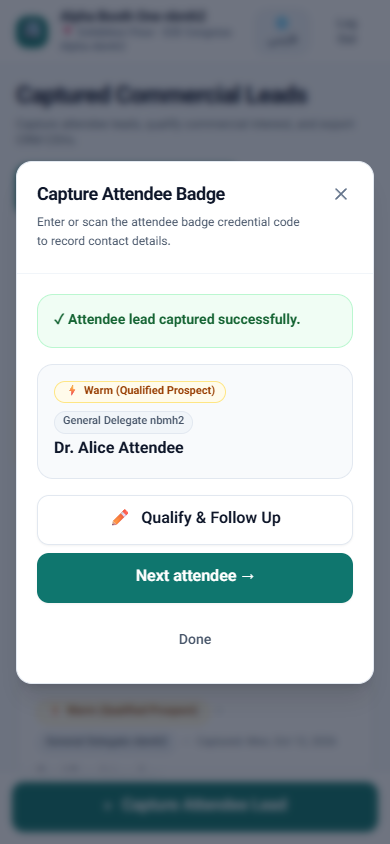 Captured Commercial Leads
Capture Attendee Badge
Enter or scan the attendee badge credential code
to record contact details.
✓ Attendee lead captured successfully.
Warm (Qualified Prospect)
General Delegate nbmh2
Dr. Alice Attendee
Qualify & Follow Up
Next attendee →
Done
Capture Attendee Lead